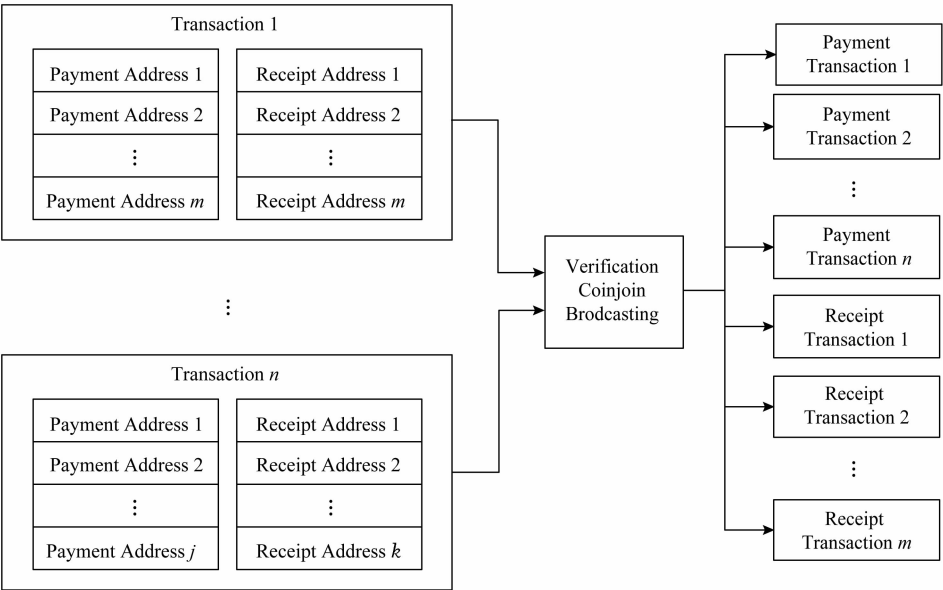 Transaction 1
Payment Address 1
Payment Address 2
⋮
Payment Address m
Receipt Address 1
Receipt Address 2
⋮
Receipt Address m
⋮
Transaction n
Payment Address 1
Payment Address 2
⋮
Payment Address j
Receipt Address 1
Receipt Address 2
⋮
Receipt Address k
Verification
Coinjoin
Brodcasting
Payment
Transaction 1
Payment
Transaction 2
⋮
Payment
Transaction n
Receipt
Transaction 1
Receipt
Transaction 2
⋮
Receipt
Transaction m